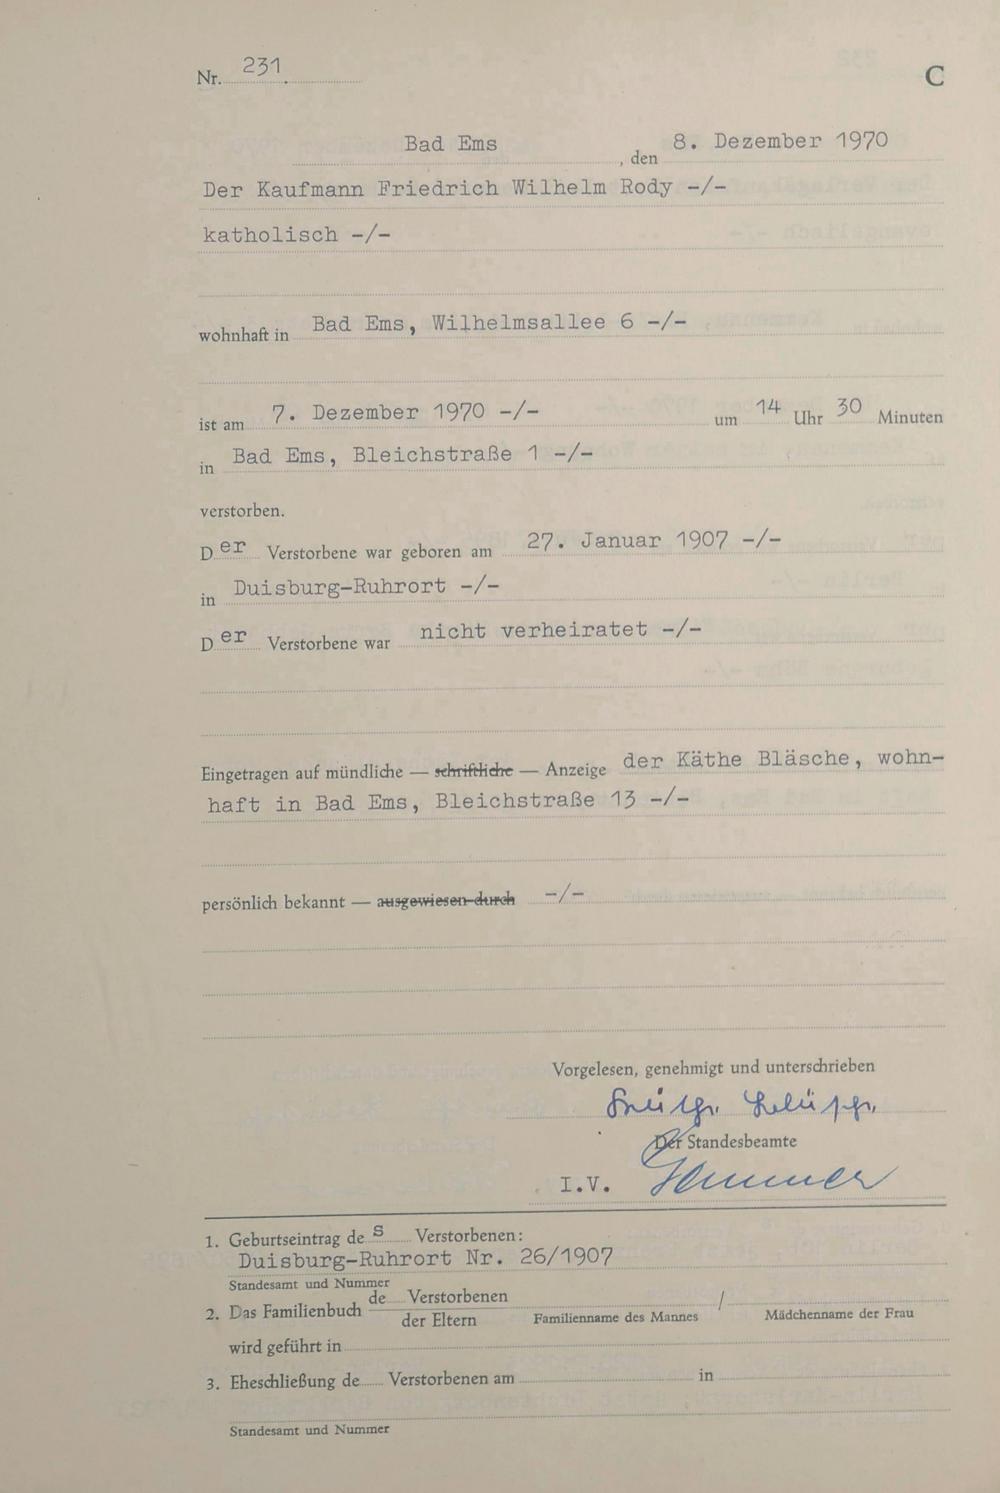 Nr. 231.
C
Bad Ems, den 8. Dezember 1970
Der Kaufmann Friedrich Wilhelm Rody -/-
katholisch -/-
wohnhaft in Bad Ems, Wilhelmsallee 6 -/-
ist am 7. Dezember 1970 -/- um 14 Uhr 30 Minuten
in Bad Ems, Bleichstraße 1 -/-
verstorben.
Der Verstorbene war geboren am 27. Januar 1907 -/-
in Duisburg-Ruhrort -/-
Der Verstorbene war nicht verheiratet -/-
Eingetragen auf mündliche — schriftliche — Anzeige der Käthe Bläsche, wohn-
haft in Bad Ems, Bleichstraße 13 -/-
persönlich bekannt — ausgewiesen durch -/-
Vorgelesen, genehmigt und unterschrieben
Der Standesbeamte
I.V.
1. Geburtseintrag des Verstorbenen:
Duisburg-Ruhrort Nr. 26/1907
Standesamt und Nummer
de Verstorbenen /
2. Das Familienbuch
der Eltern Familienname des Mannes Mädchenname der Frau
wird geführt in
3. Eheschließung de Verstorbenen am in
Standesamt und Nummer